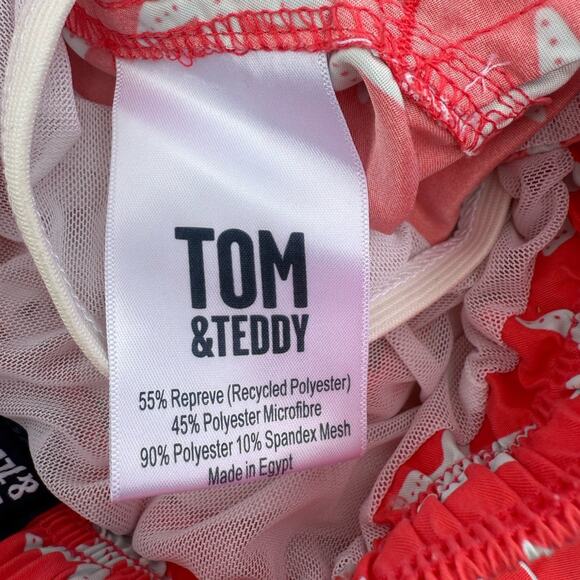 TOM
&TEDDY
55% Repreve (Recycled Polyester)
45% Polyester Microfibre
90% Polyester 10% Spandex Mesh
Made in Egypt